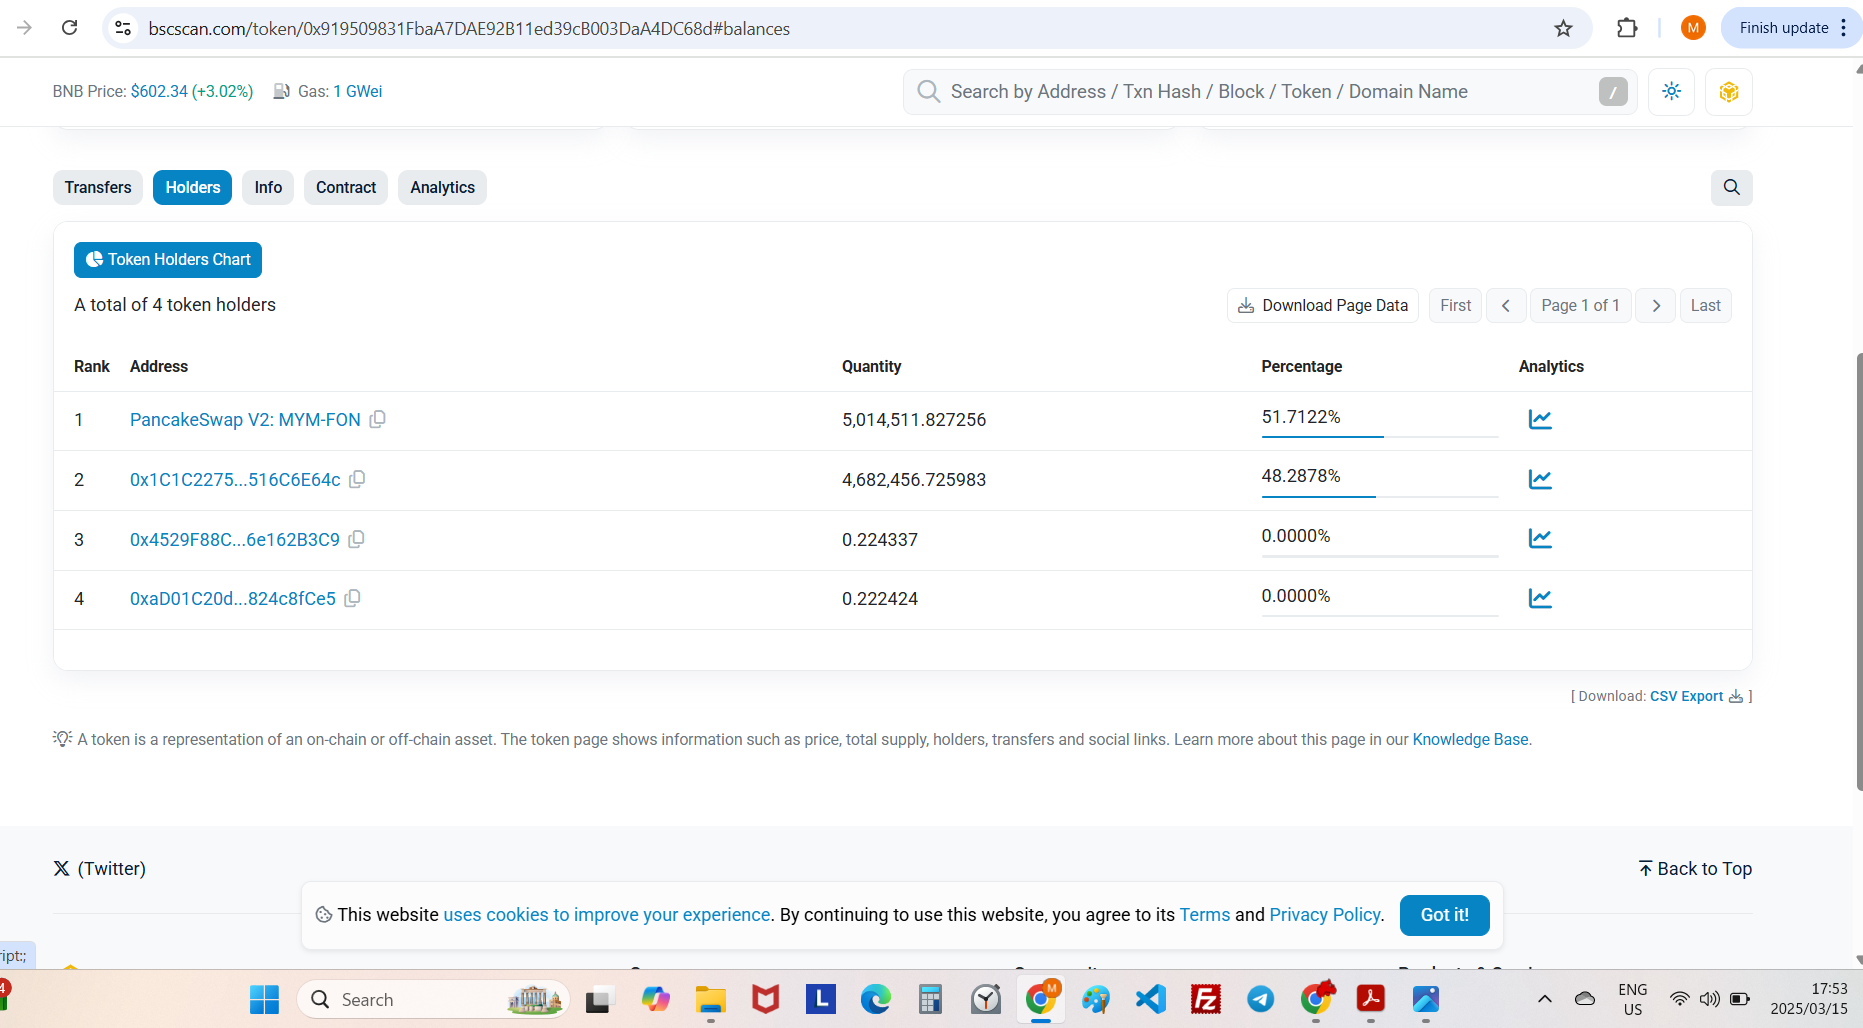 bscscan.com/token/0x919509831FbaA7DAE92B11ed39cB003DaA4DC68d#balances
M
Finish update
BNB Price: $602.34 (+3.02%)
Gas: 1 GWei
Search by Address / Txn Hash / Block / Token / Domain Name
/
Transfers
Holders
Info
Contract
Analytics
Token Holders Chart
A total of 4 token holders
Download Page Data
First
Page 1 of 1
Last
Rank Address Quantity Percentage Analytics
1 PancakeSwap V2: MYM-FON 5,014,511.827256 51.7122%
2 0x1C1C2275...516C6E64c 4,682,456.725983 48.2878%
3 0x4529F88C...6e162B3C9 0.224337 0.0000%
4 0xaD01C20d...824c8fCe5 0.222424 0.0000%
[ Download: CSV Export ]
A token is a representation of an on-chain or off-chain asset. The token page shows information such as price, total supply, holders, transfers and social links. Learn more about this page in our Knowledge Base.
X (Twitter)
Back to Top
This website uses cookies to improve your experience. By continuing to use this website, you agree to its Terms and Privacy Policy.
Got it!
ript:;
4
Search
L
M
ENG
US
17:53
2025/03/15